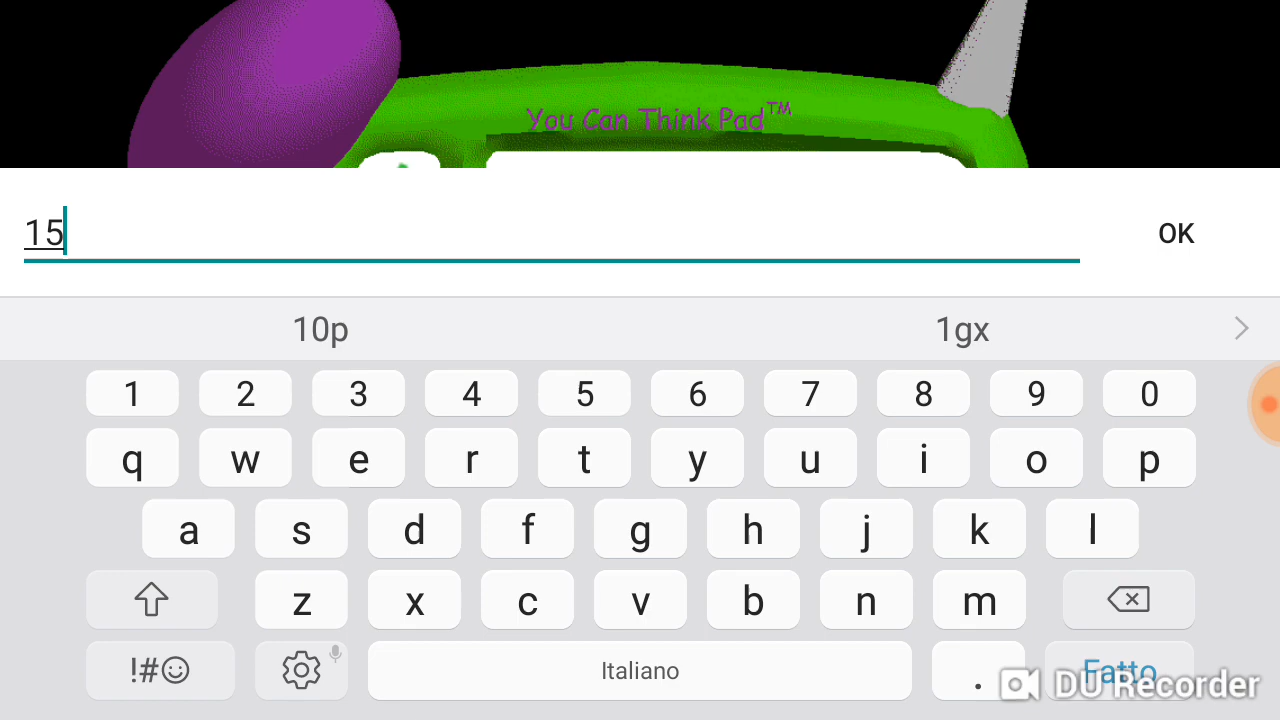 You Can Think Pad™
15
OK
10p 1gx
1 2 3 4 5 6 7 8 9 0
q w e r t y u i o p
a s d f g h j k l
z x c v b n m
!#☺ Italiano . Fatto
DU Recorder